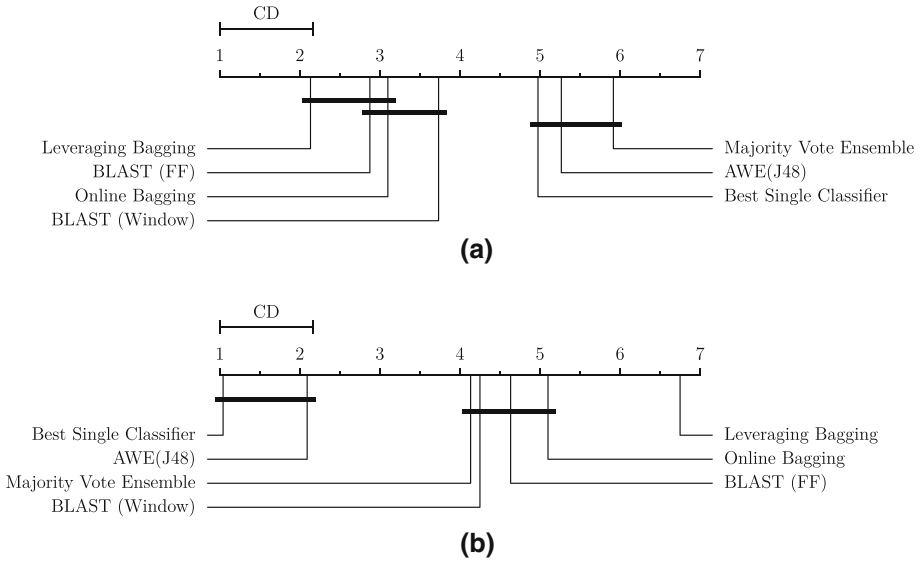 CD
1 2 3 4 5 6 7
Leveraging Bagging
BLAST (FF)
Online Bagging
BLAST (Window)
Majority Vote Ensemble
AWE(J48)
Best Single Classifier
(a)
CD
1 2 3 4 5 6 7
Best Single Classifier
AWE(J48)
Majority Vote Ensemble
BLAST (Window)
Leveraging Bagging
Online Bagging
BLAST (FF)
(b)